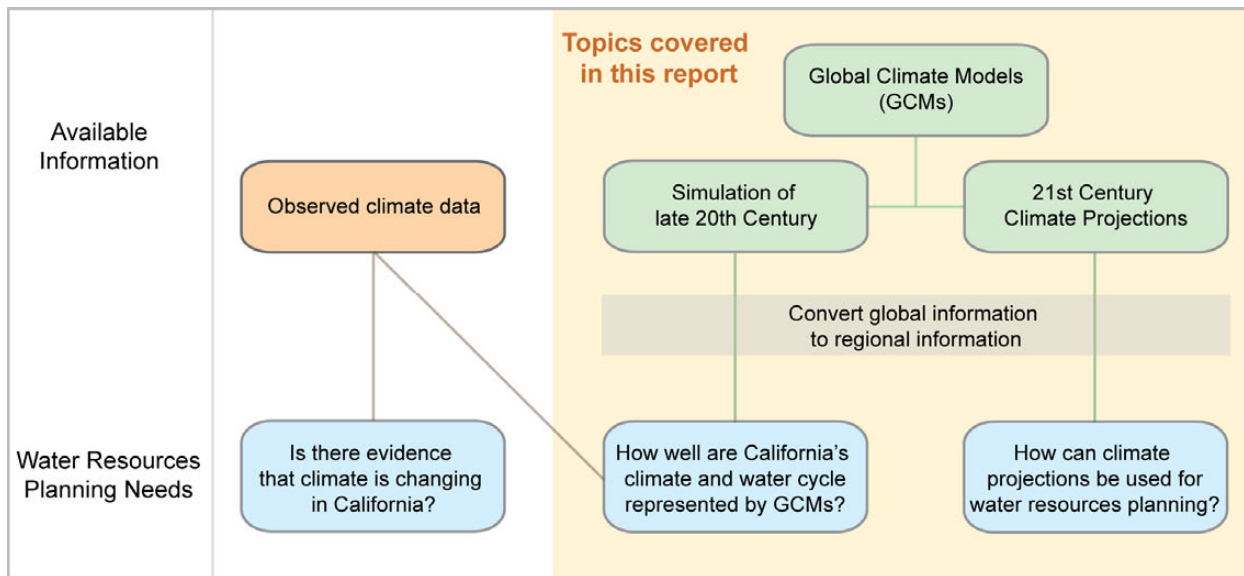 Topics covered
in this report
Global Climate Models
(GCMs)
Available
Information
Observed climate data
Simulation of
late 20th Century
21st Century
Climate Projections
Convert global information
to regional information
Water Resources
Planning Needs
Is there evidence
that climate is changing
in California?
How well are California’s
climate and water cycle
represented by GCMs?
How can climate
projections be used for
water resources planning?